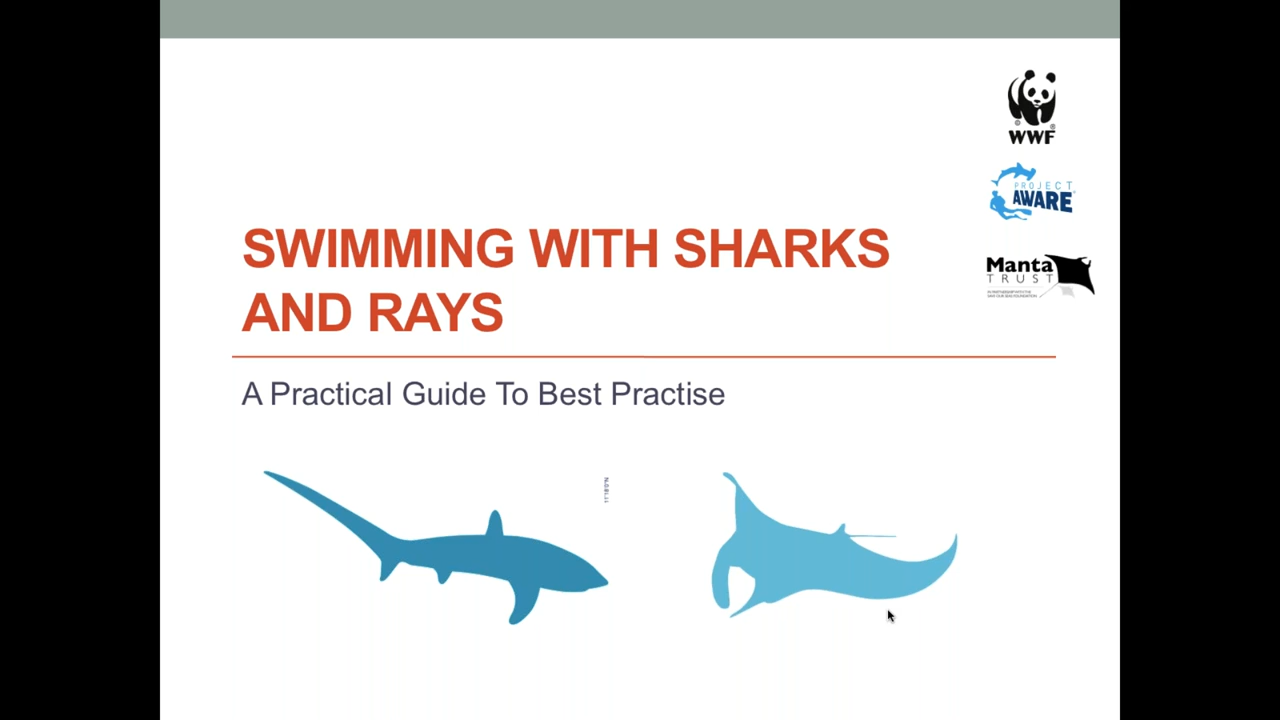 WWF
PROJECT
AWARE
SWIMMING WITH SHARKS
AND RAYS
Manta
TRUST
A Practical Guide To Best Practise